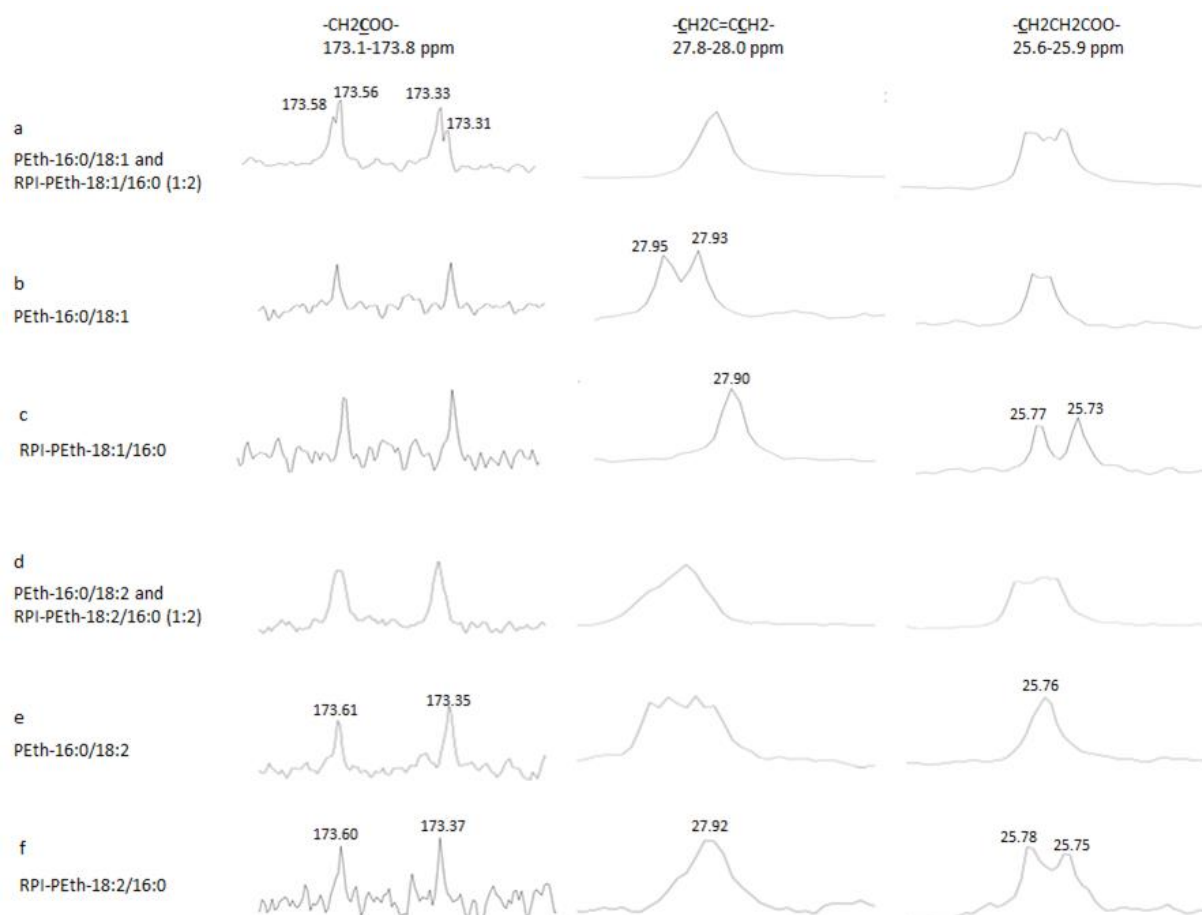 -CH2COO-
173.1-173.8 ppm
-CH2C=CCH2-
27.8-28.0 ppm
-CH2CH2COO-
25.6-25.9 ppm
a
PEth-16:0/18:1 and
RPI-PEth-18:1/16:0 (1:2)
173.58
173.56
173.33
173.31
b
PEth-16:0/18:1
27.95
27.93
c
RPI-PEth-18:1/16:0
27.90
25.77
25.73
d
PEth-16:0/18:2 and
RPI-PEth-18:2/16:0 (1:2)
e
PEth-16:0/18:2
173.61
173.35
25.76
f
RPI-PEth-18:2/16:0
173.60
173.37
27.92
25.78
25.75